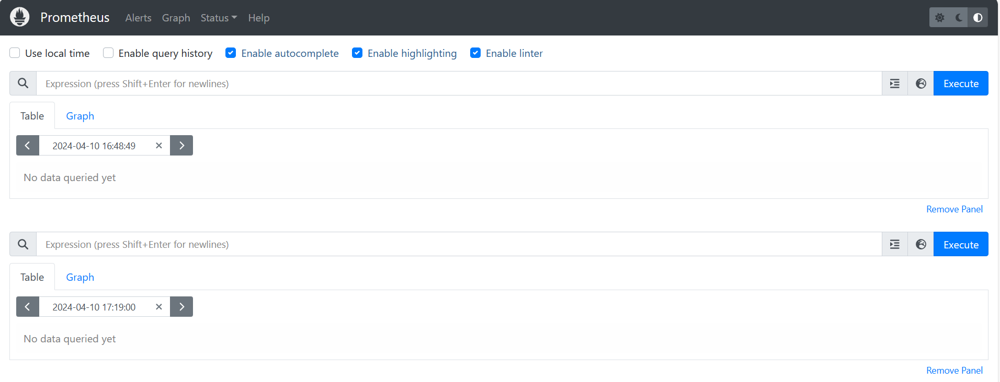 Prometheus Alerts Graph Status Help
Use local time Enable query history Enable autocomplete Enable highlighting Enable linter
Expression (press Shift+Enter for newlines) Execute
Table Graph
2024-04-10 16:48:49
No data queried yet
Remove Panel
Expression (press Shift+Enter for newlines) Execute
Table Graph
2024-04-10 17:19:00
No data queried yet
Remove Panel